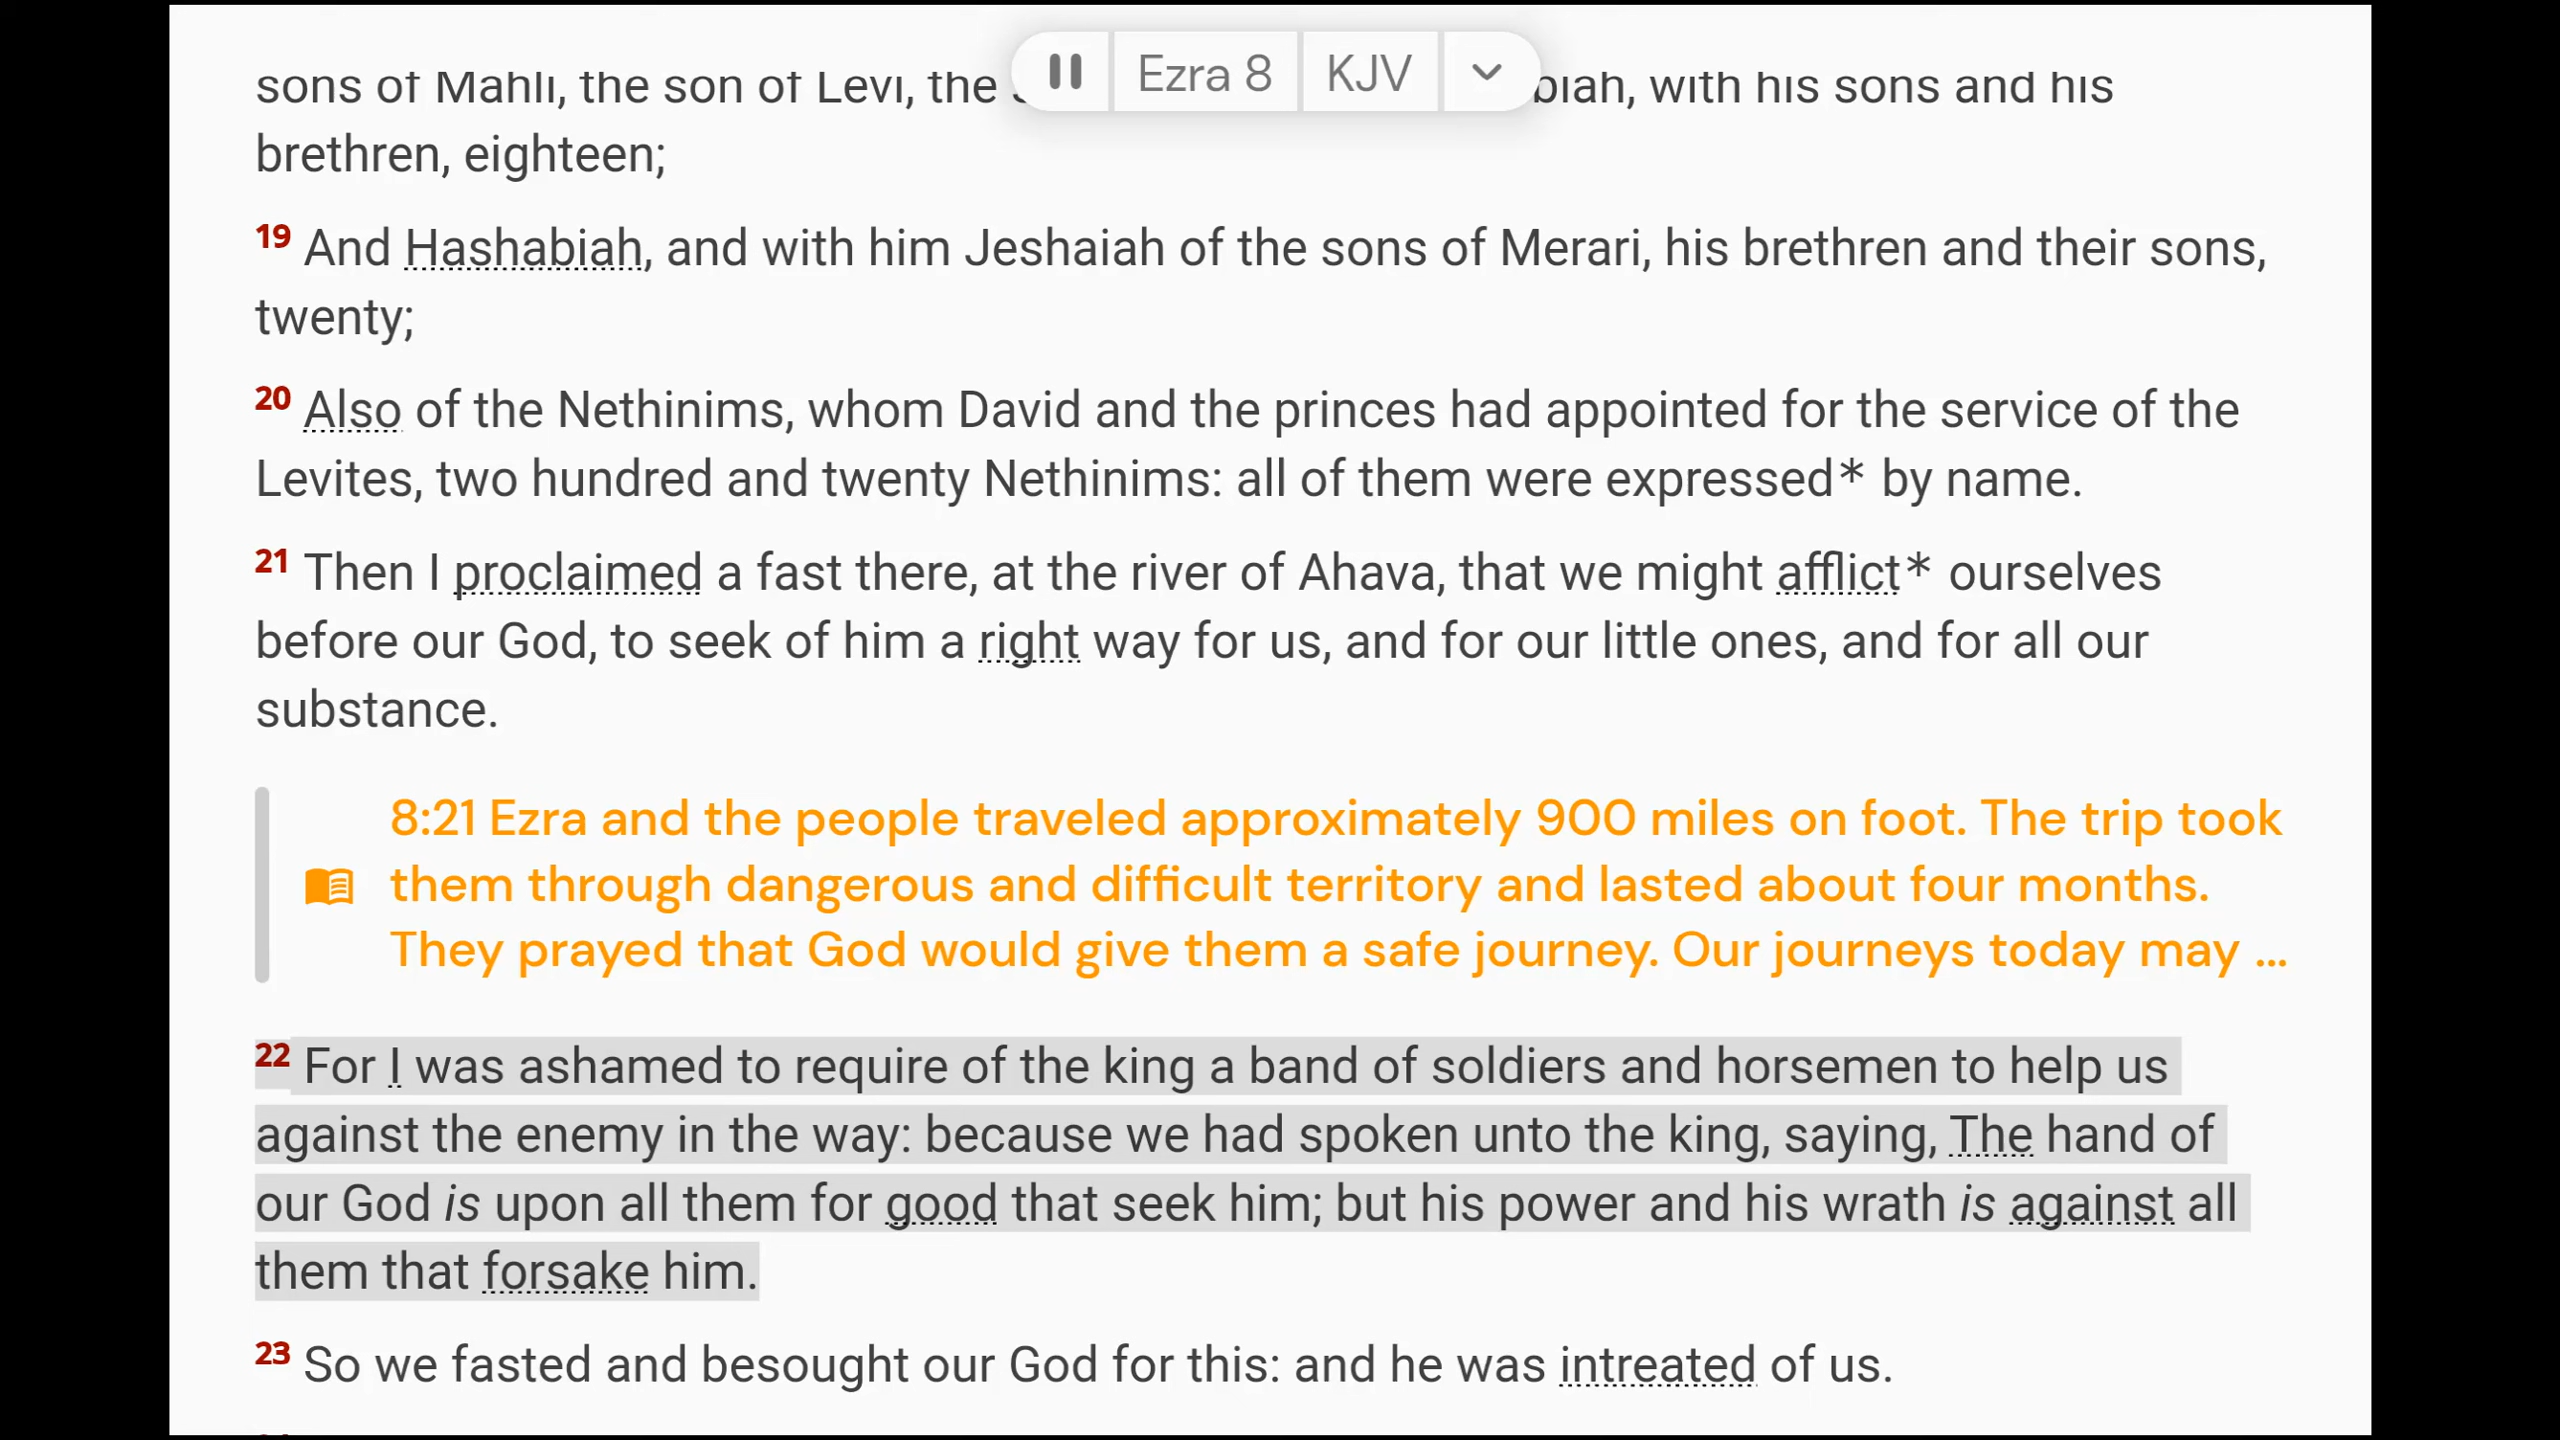 Ezra 8 KJV
sons of Mahli, the son of Levi, the biah, with his sons and his
brethren, eighteen;
19 And Hashabiah, and with him Jeshaiah of the sons of Merari, his brethren and their sons,
twenty;
20 Also of the Nethinims, whom David and the princes had appointed for the service of the
Levites, two hundred and twenty Nethinims: all of them were expressed* by name.
21 Then I proclaimed a fast there, at the river of Ahava, that we might afflict* ourselves
before our God, to seek of him a right way for us, and for our little ones, and for all our
substance.
8:21 Ezra and the people traveled approximately 900 miles on foot. The trip took
them through dangerous and difficult territory and lasted about four months.
They prayed that God would give them a safe journey. Our journeys today may ...
22 For I was ashamed to require of the king a band of soldiers and horsemen to help us
against the enemy in the way: because we had spoken unto the king, saying, The hand of
our God is upon all them for good that seek him; but his power and his wrath is against all
them that forsake him.
23 So we fasted and besought our God for this: and he was intreated of us.